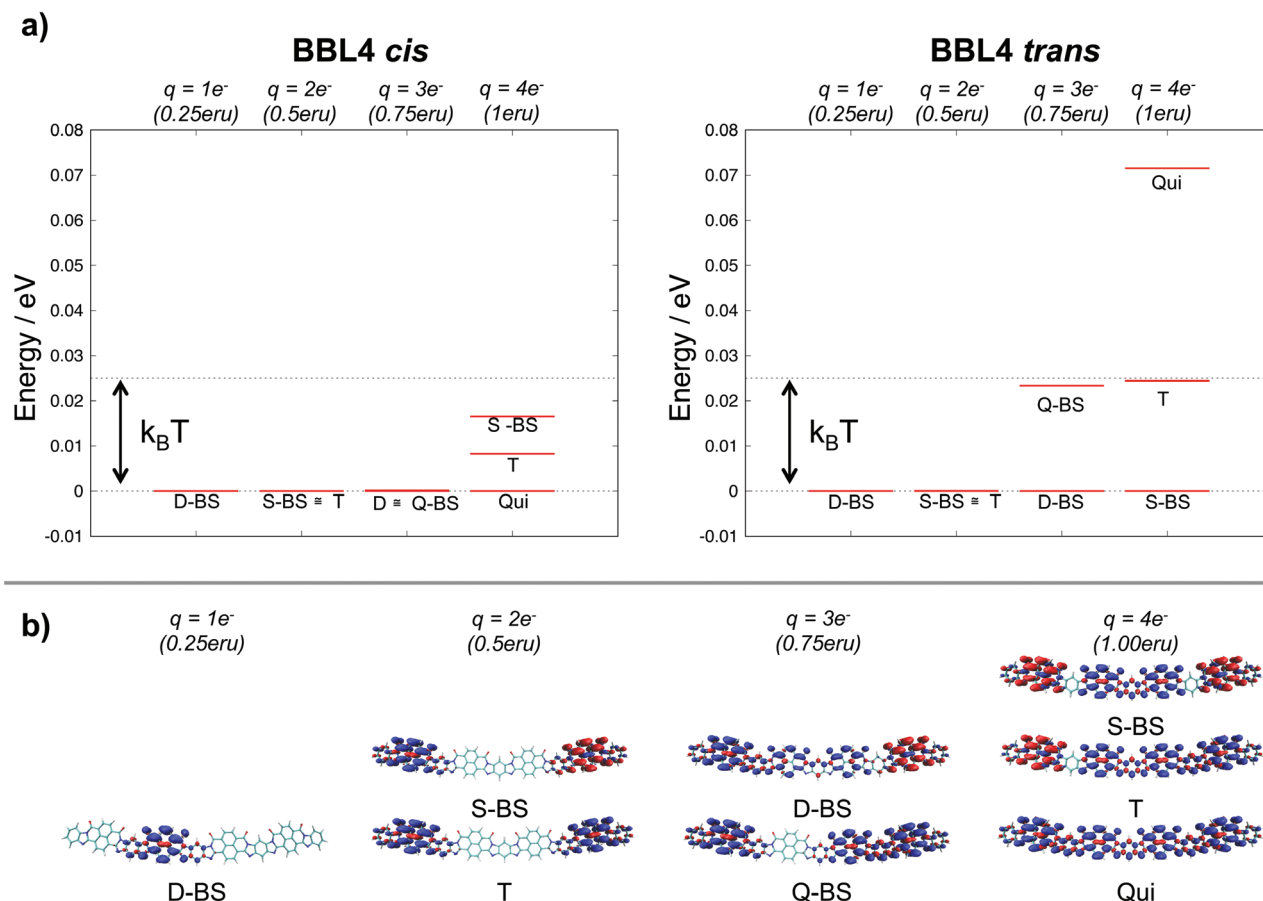 a)
BBL4 cis
BBL4 trans
q = 1e-
(0.25eru)
q = 2e-
(0.5eru)
q = 3e-
(0.75eru)
q = 4e-
(1eru)
q = 1e-
(0.25eru)
q = 2e-
(0.5eru)
q = 3e-
(0.75eru)
q = 4e-
(1eru)
Energy / eV
0.08
0.07
0.06
0.05
0.04
0.03
0.02
0.01
0
-0.01
kBT
D-BS
S-BS ≅ T
D ≅ Q-BS
S -BS
T
Qui
Energy / eV
0.08
0.07
0.06
0.05
0.04
0.03
0.02
0.01
0
-0.01
kBT
D-BS
S-BS ≅ T
Q-BS
D-BS
Qui
T
S-BS
b)
q = 1e-
(0.25eru)
q = 2e-
(0.5eru)
q = 3e-
(0.75eru)
q = 4e-
(1.00eru)
D-BS
S-BS
T
D-BS
Q-BS
S-BS
T
Qui